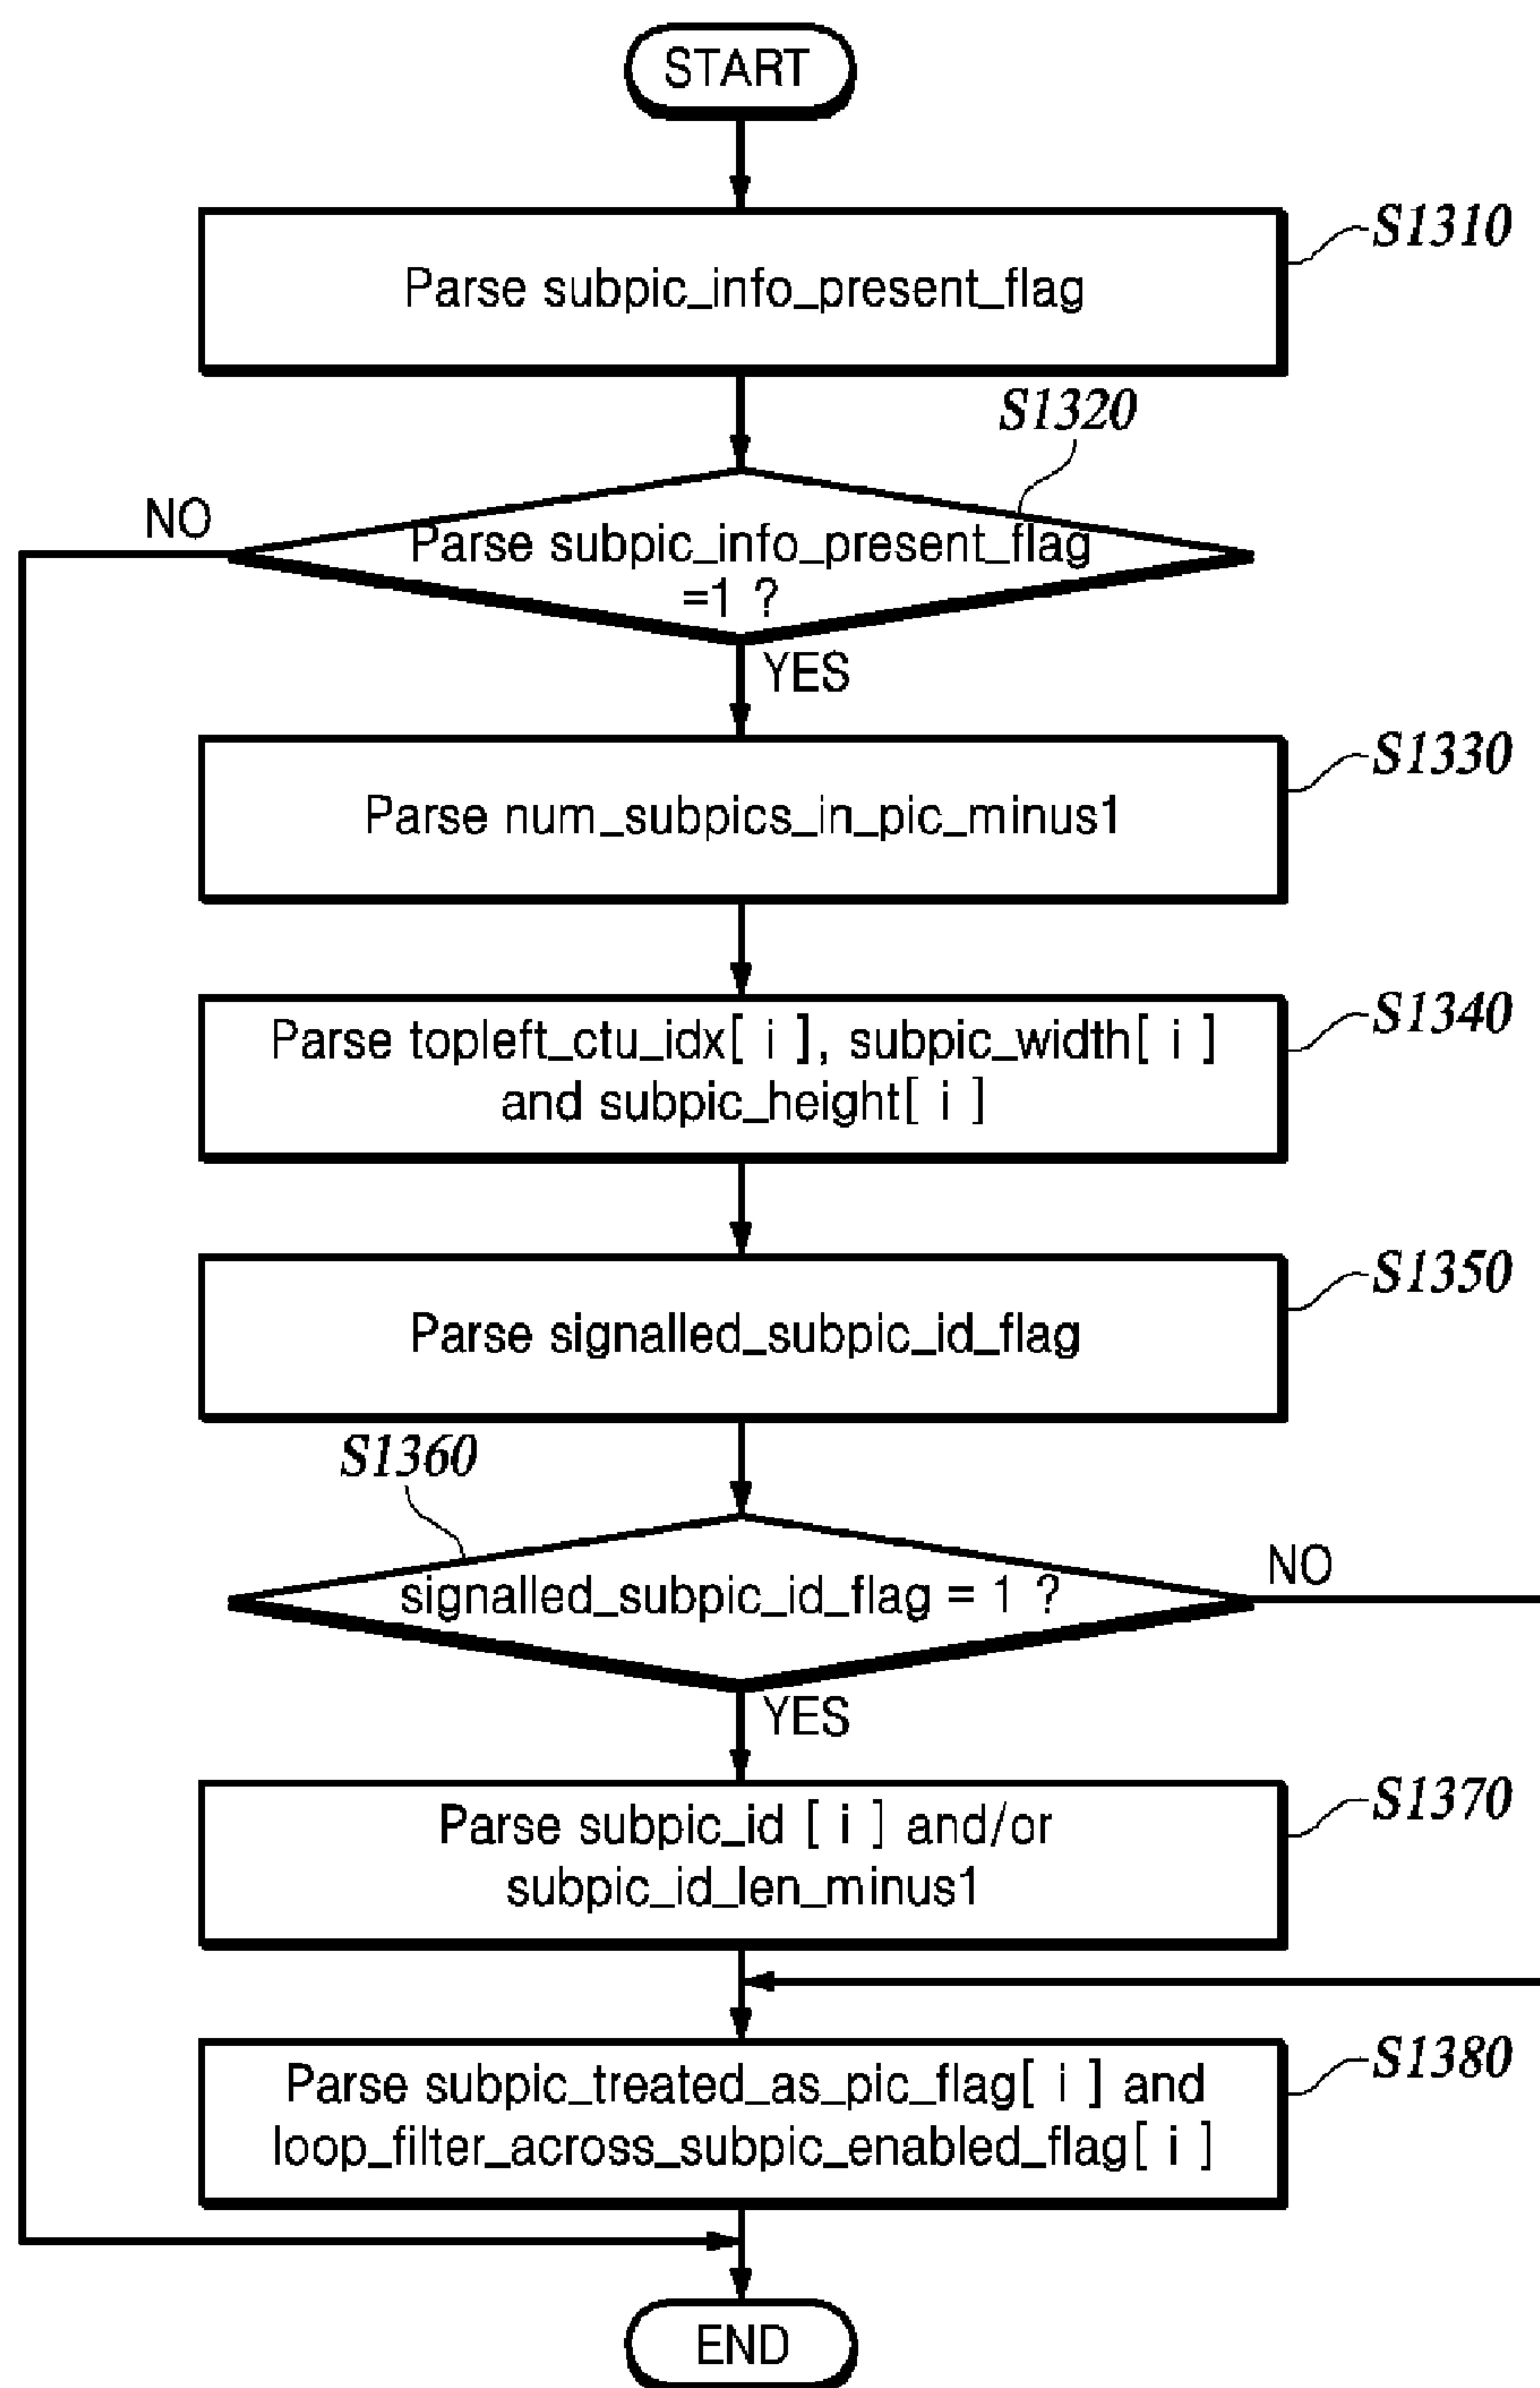 START
S1310
Parse subpic_info_present_flag
S1320
NO
Parse subpic_info_present_flag
=1 ?
YES
S1330
Parse num_subpics_in_pic_minus1
S1340
Parse topleft_ctu_idx[ i ], subpic_width[ i ]
and subpic_height[ i ]
S1350
Parse signalled_subpic_id_flag
S1360
NO
signalled_subpic_id_flag = 1 ?
YES
S1370
Parse subpic_id [ i ] and/or
subpic_id_len_minus1
S1380
Parse subpic_treated_as_pic_flag[ i ] and
loop_filter_across_subpic_enabled_flag[ i ]
END